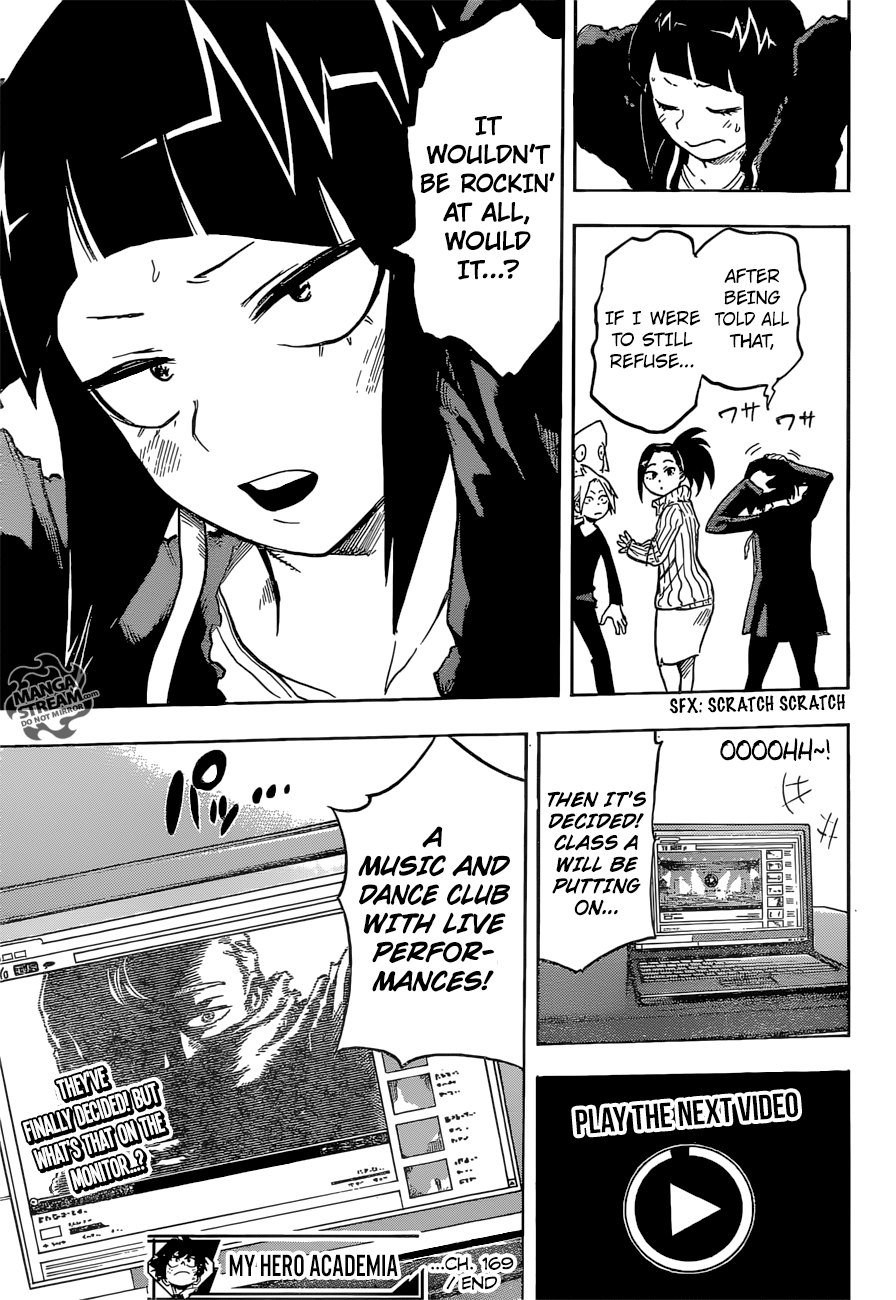 AFTER
BEING
TOLD ALL
THAT,
IF I WERE
TO STILL
REFUSE...
ワサ
ワサ
SFX: SCRATCH SCRATCH
IT
WOULDN'T
BE ROCKIN'
AT ALL,
WOULD
IT...?
MANGA
STREAM.com
DO NOT MIRROR
OOOOHH~!
THEN IT'S
DECIDED!
CLASS
A WILL BE
PUTTING
ON...
PLAY THE NEXT VIDEO
パッ...
A
MUSIC AND
DANCE CLUB
WITH LIVE
PERFOR-
MANCES!
THEY'VE
FINALLY DECIDED! BUT
WHAT'S THAT ON THE
MONITOR...?
MY HERO ACADEMIA
...CH. 169
/ END